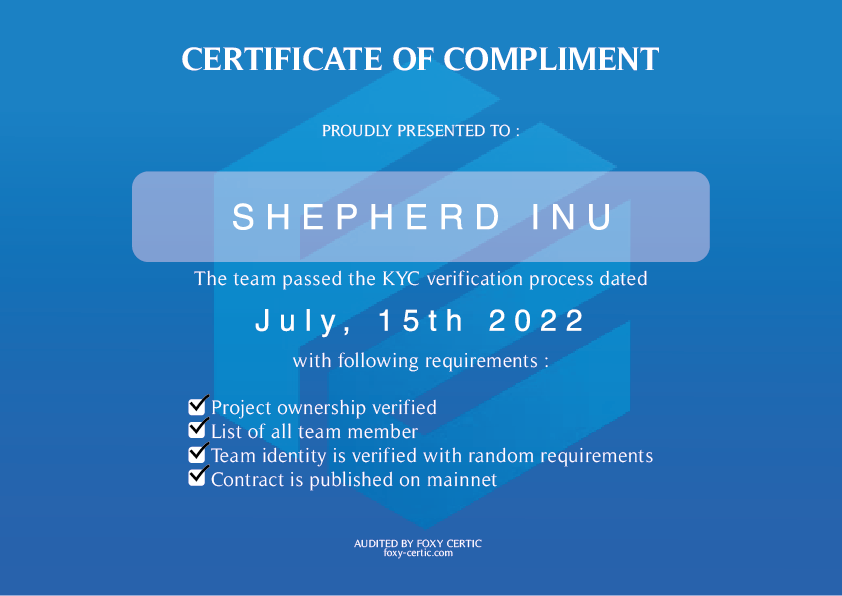 CERTIFICATE OF COMPLIMENT
PROUDLY PRESENTED TO :
SHEPHERD INU
The team passed the KYC verification process dated
July, 15th 2022
with following requirements :
Project ownership verified
List of all team member
Team identity is verified with random requirements
Contract is published on mainnet
AUDITED BY FOXY CERTIC
foxy-certic.com